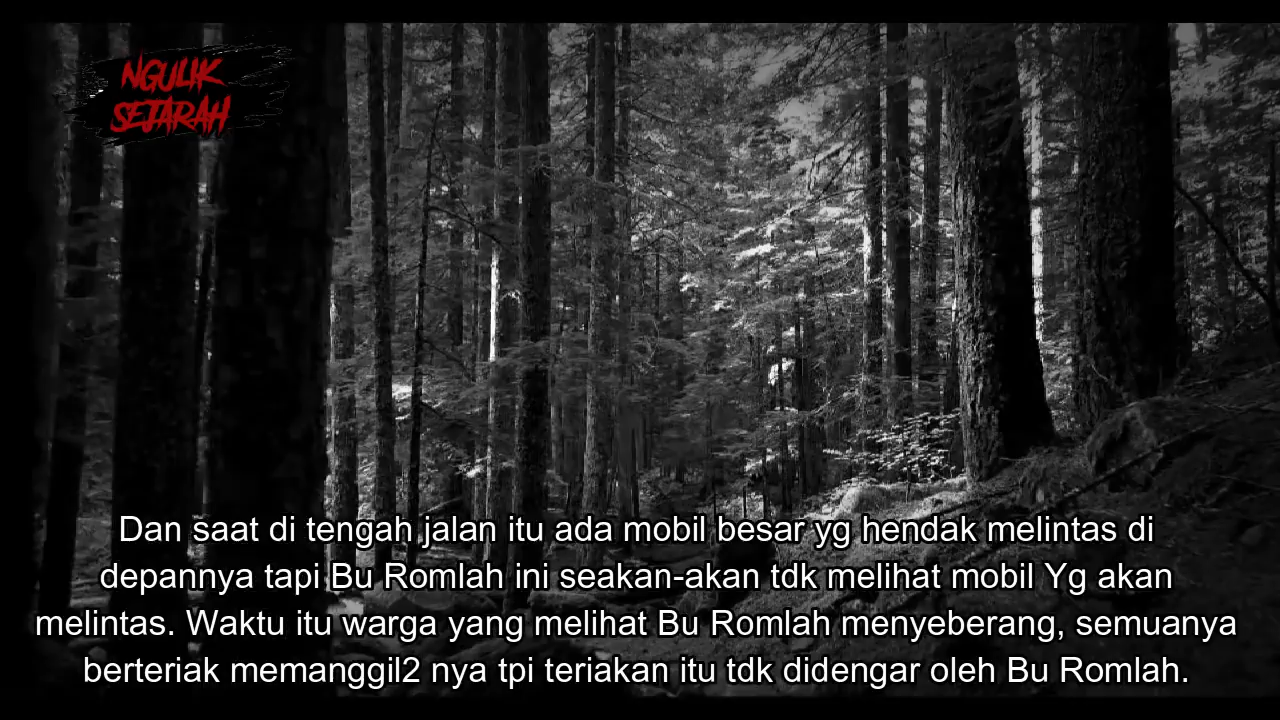 NGULIK
SEJARAH
Dan saat di tengah jalan itu ada mobil besar yg hendak melintas di
depannya tapi Bu Romlah ini seakan-akan tdk melihat mobil Yg akan
melintas. Waktu itu warga yang melihat Bu Romlah menyeberang, semuanya
berteriak memanggil2 nya tpi teriakan itu tdk didengar oleh Bu Romlah.